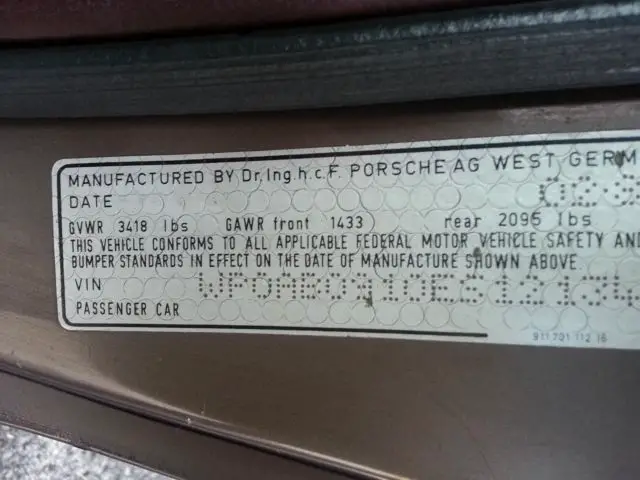 MANUFACTURED BY Dr.Ing.h.c.F. PORSCHE AG WEST GERM
DATE
GVWR 3418 lbs GAWR front 1433 rear 2095 lbs
THIS VEHICLE CONFORMS TO ALL APPLICABLE FEDERAL MOTOR VEHICLE SAFETY AND
BUMPER STANDARDS IN EFFECT ON THE DATE OF MANUFACTURE SHOWN ABOVE.
VIN
PASSENGER CAR
911 701 112 16